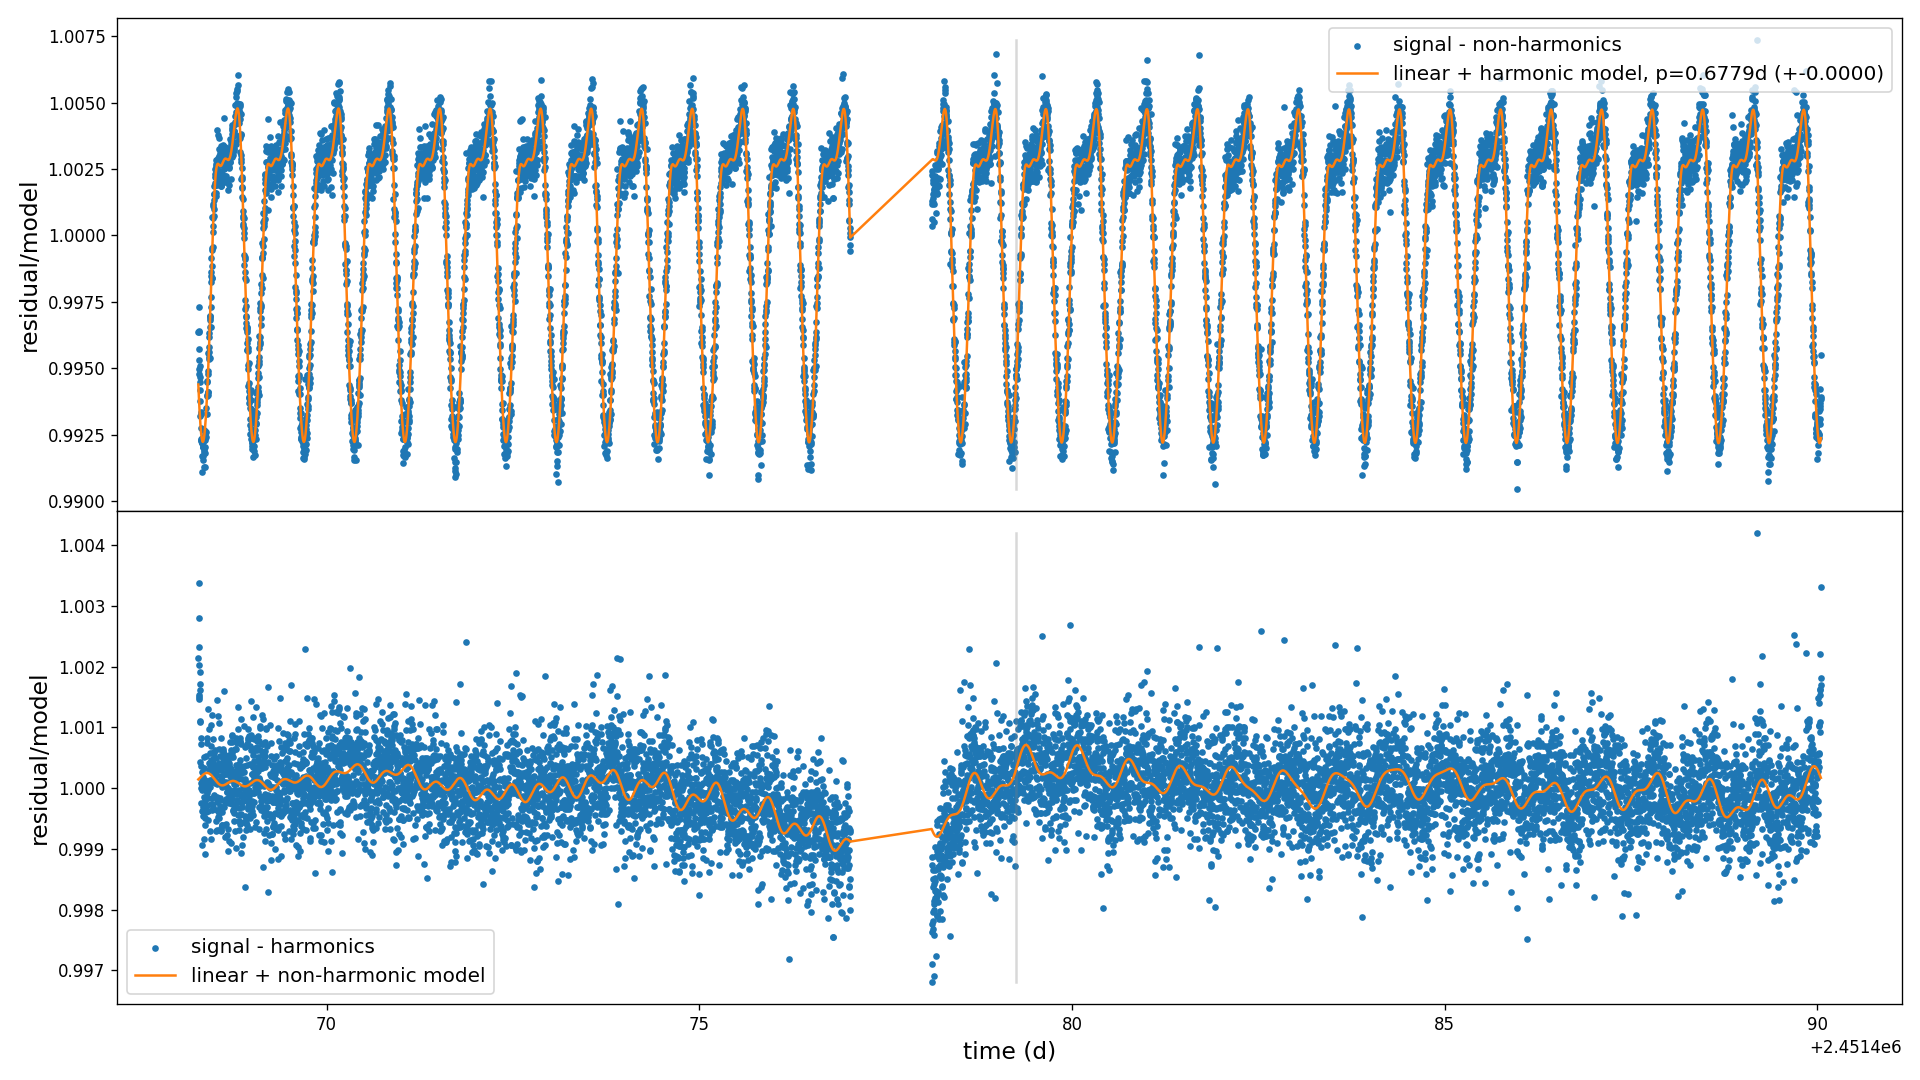 1.0075
1.0050
1.0025
1.0000
0.9975
0.9950
0.9925
0.9900
residual/model
signal - non-harmonics
linear + harmonic model, p=0.6779d (+-0.0000)
1.004
1.003
1.002
1.001
1.000
0.999
0.998
0.997
residual/model
signal - harmonics
linear + non-harmonic model
70
75
80
85
90
time (d)
+2.4514e6